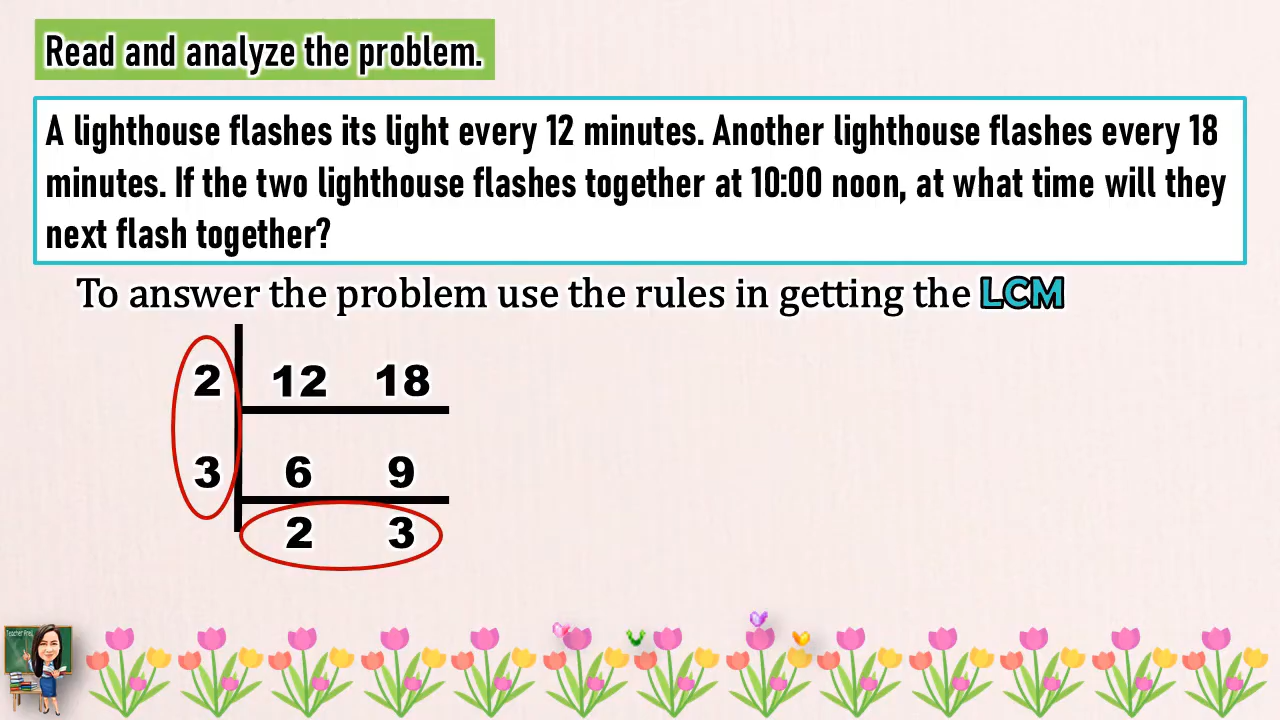 Read and analyze the problem.
A lighthouse flashes its light every 12 minutes. Another lighthouse flashes every 18
minutes. If the two lighthouse flashes together at 10:00 noon, at what time will they
next flash together?
To answer the problem use the rules in getting the LCM
2 12 18
3 6 9
2 3